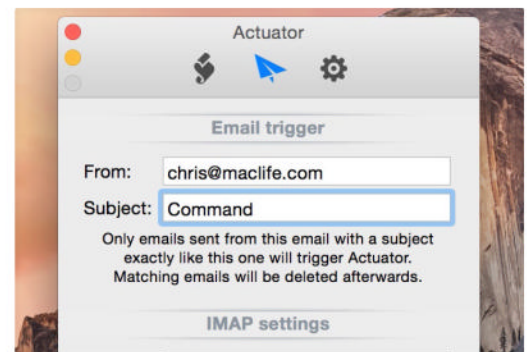 Actuator
Email trigger
From: chris@maclife.com
Subject: Command
Only emails sent from this email with a subject
exactly like this one will trigger Actuator.
Matching emails will be deleted afterwards.
IMAP settings